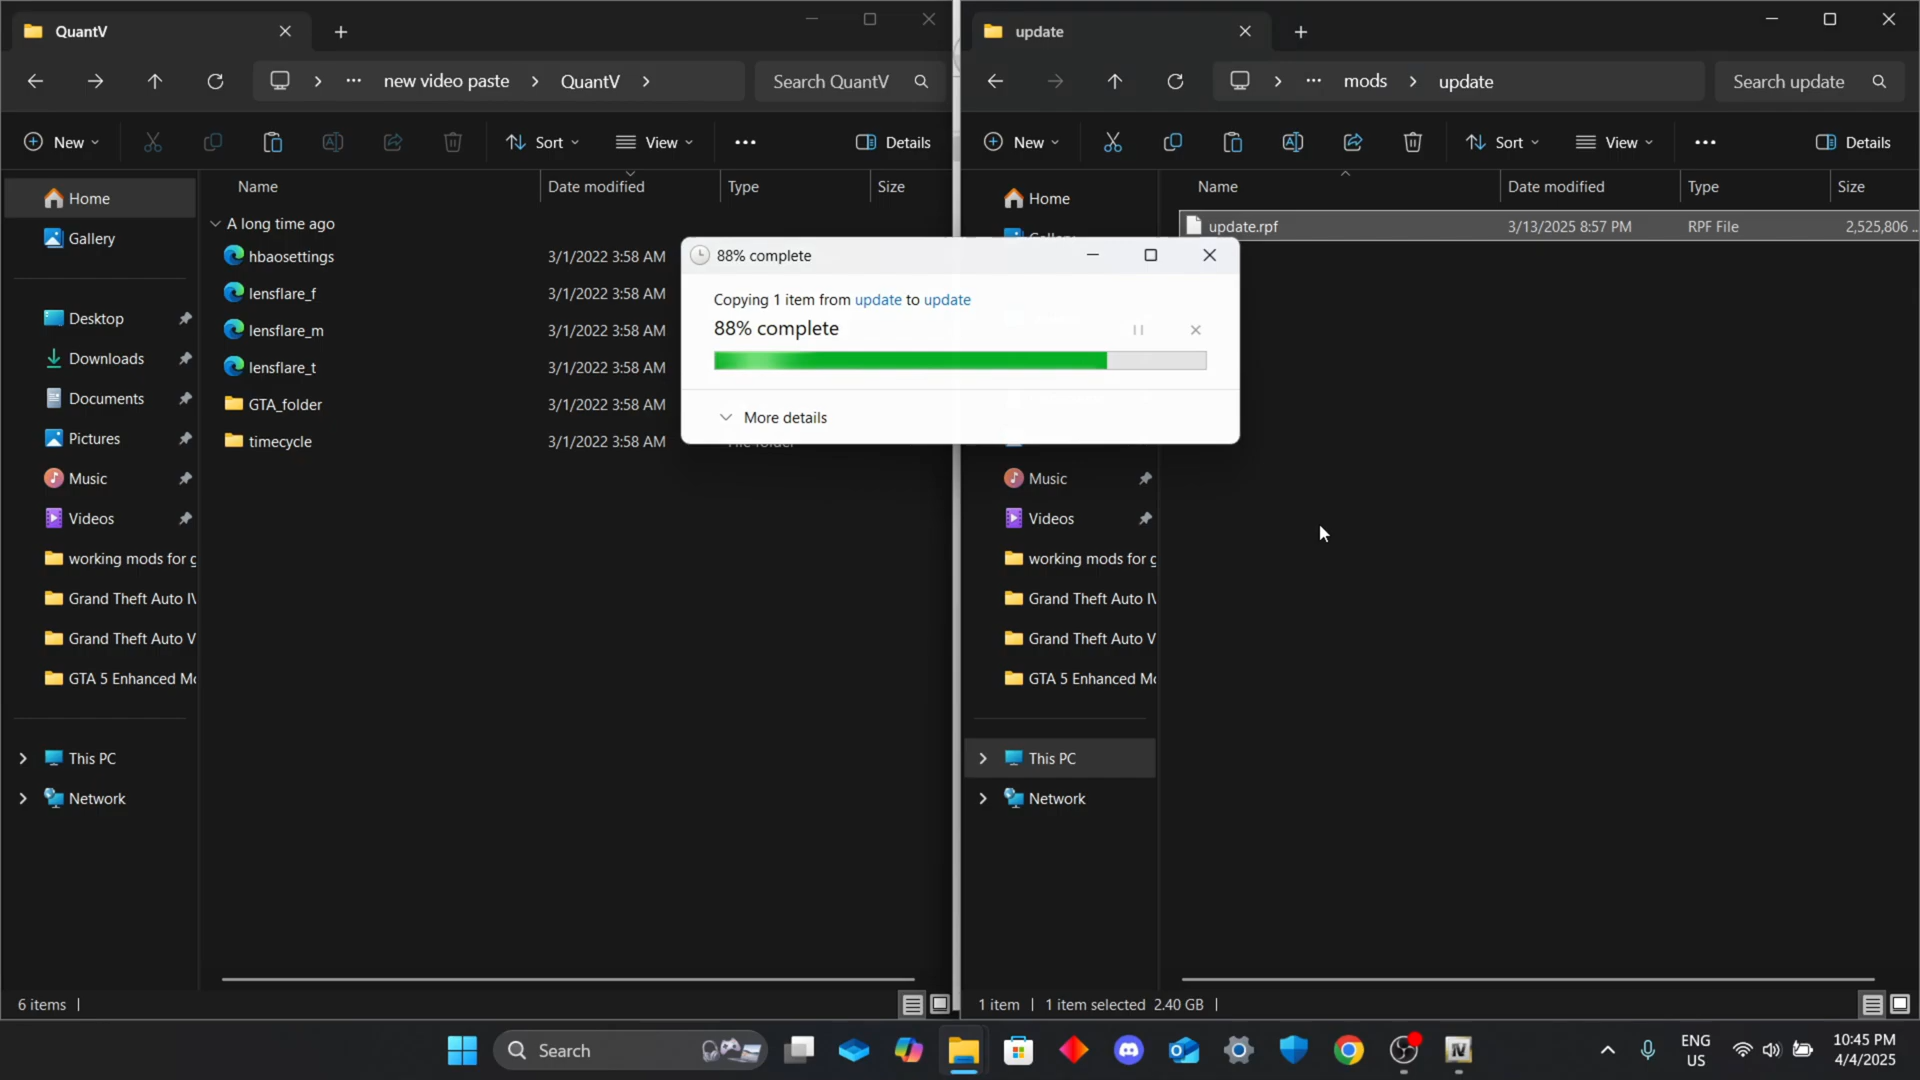 QuantV
new video paste
QuantV
Search QuantV
New
Sort
View
Details
Name
Date modified
Type
Size
Home
Gallery
Desktop
Downloads
Documents
Pictures
Music
Videos
working mods for g
Grand Theft Auto IV
Grand Theft Auto V
GTA 5 Enhanced Mo
This PC
Network
A long time ago
hbaosettings 3/1/2022 3:58 AM
lensflare_f 3/1/2022 3:58 AM
lensflare_m 3/1/2022 3:58 AM
lensflare_t 3/1/2022 3:58 AM
GTA_folder 3/1/2022 3:58 AM
timecycle 3/1/2022 3:58 AM
6 items
88% complete
Copying 1 item from update to update
88% complete
More details
update
mods
update
Search update
New
Sort
View
Details
Name
Date modified
Type
Size
update.rpf 3/13/2025 8:57 PM RPF File 2,525,806 ..
Home
Music
Videos
working mods for g
Grand Theft Auto IV
Grand Theft Auto V
GTA 5 Enhanced Mo
This PC
Network
1 item
1 item selected 2.40 GB
Search
IV
ENG
US
10:45 PM
4/4/2025